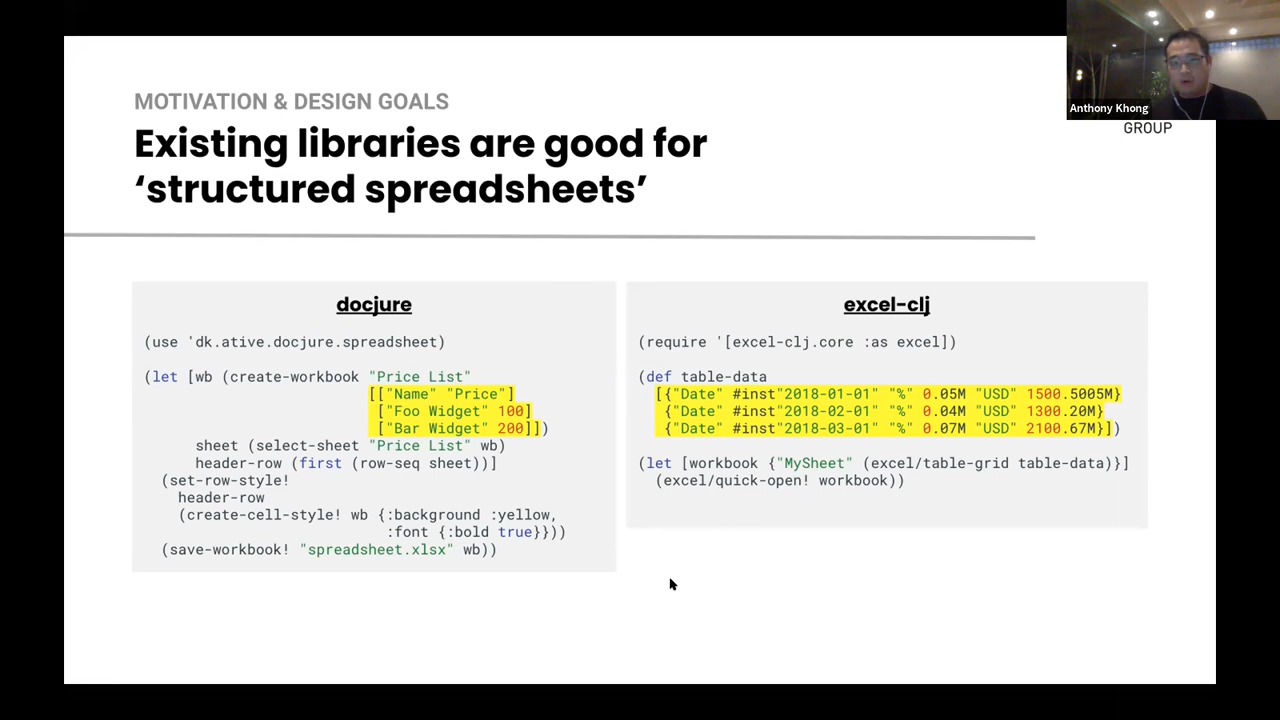 Anthony Khong
GROUP
MOTIVATION & DESIGN GOALS
Existing libraries are good for
‘structured spreadsheets’
docjure
(use 'dk.ative.docjure.spreadsheet)
(let [wb (create-workbook "Price List"
[["Name" "Price"]
["Foo Widget" 100]
["Bar Widget" 200]])
sheet (select-sheet "Price List" wb)
header-row (first (row-seq sheet))]
(set-row-style!
header-row
(create-cell-style! wb {:background :yellow,
:font {:bold true}}))
(save-workbook! "spreadsheet.xlsx" wb))
excel-clj
(require '[excel-clj.core :as excel])
(def table-data
[{"Date" #inst"2018-01-01" "%" 0.05M "USD" 1500.5005M}
{"Date" #inst"2018-02-01" "%" 0.04M "USD" 1300.20M}
{"Date" #inst"2018-03-01" "%" 0.07M "USD" 2100.67M}])
(let [workbook {"MySheet" (excel/table-grid table-data)}]
(excel/quick-open! workbook))